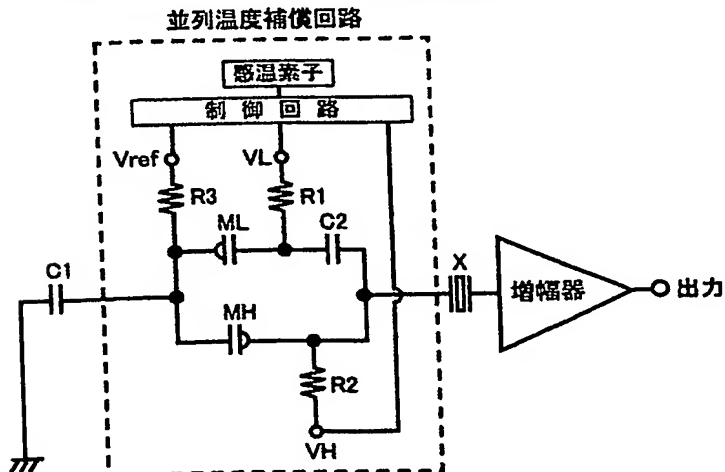 並列温度補償回路
感温素子
制御回路
Vref
VL
R3
R1
ML
C2
C1
X
増幅器
出力
MH
R2
VH